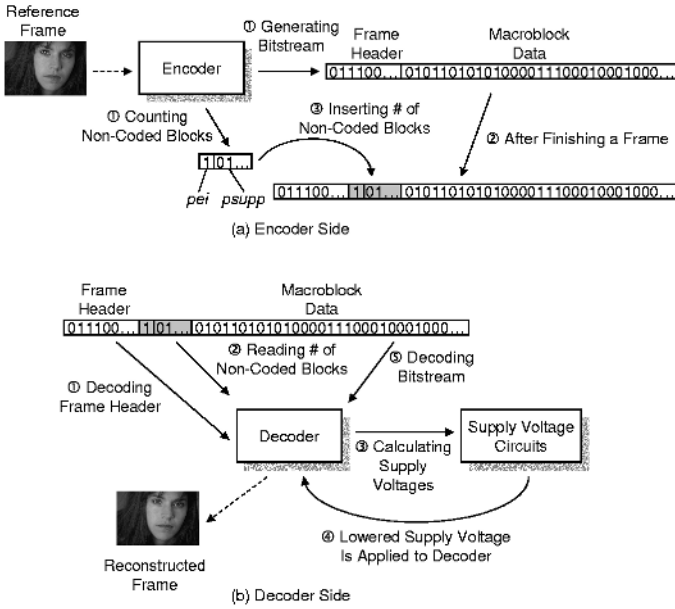 Reference
Frame
① Generating
Bitstream
Frame
Header
Macroblock
Data
Encoder
011100... 01011010101000011100010001000...
① Counting
Non-Coded Blocks
③ Inserting # of
Non-Coded Blocks
② After Finishing a Frame
1 01...
pei
psupp
011100... 1 01... 01011010101000011100010001000...
(a) Encoder Side
Frame
Header
Macroblock
Data
011100... 1 01... 01011010101000011100010001000...
② Reading # of
Non-Coded Blocks
⑤ Decoding
Bitstream
① Decoding
Frame Header
Decoder
③ Calculating
Supply
Voltages
Supply Voltage
Circuits
④ Lowered Supply Voltage
Is Applied to Decoder
Reconstructed
Frame
(b) Decoder Side